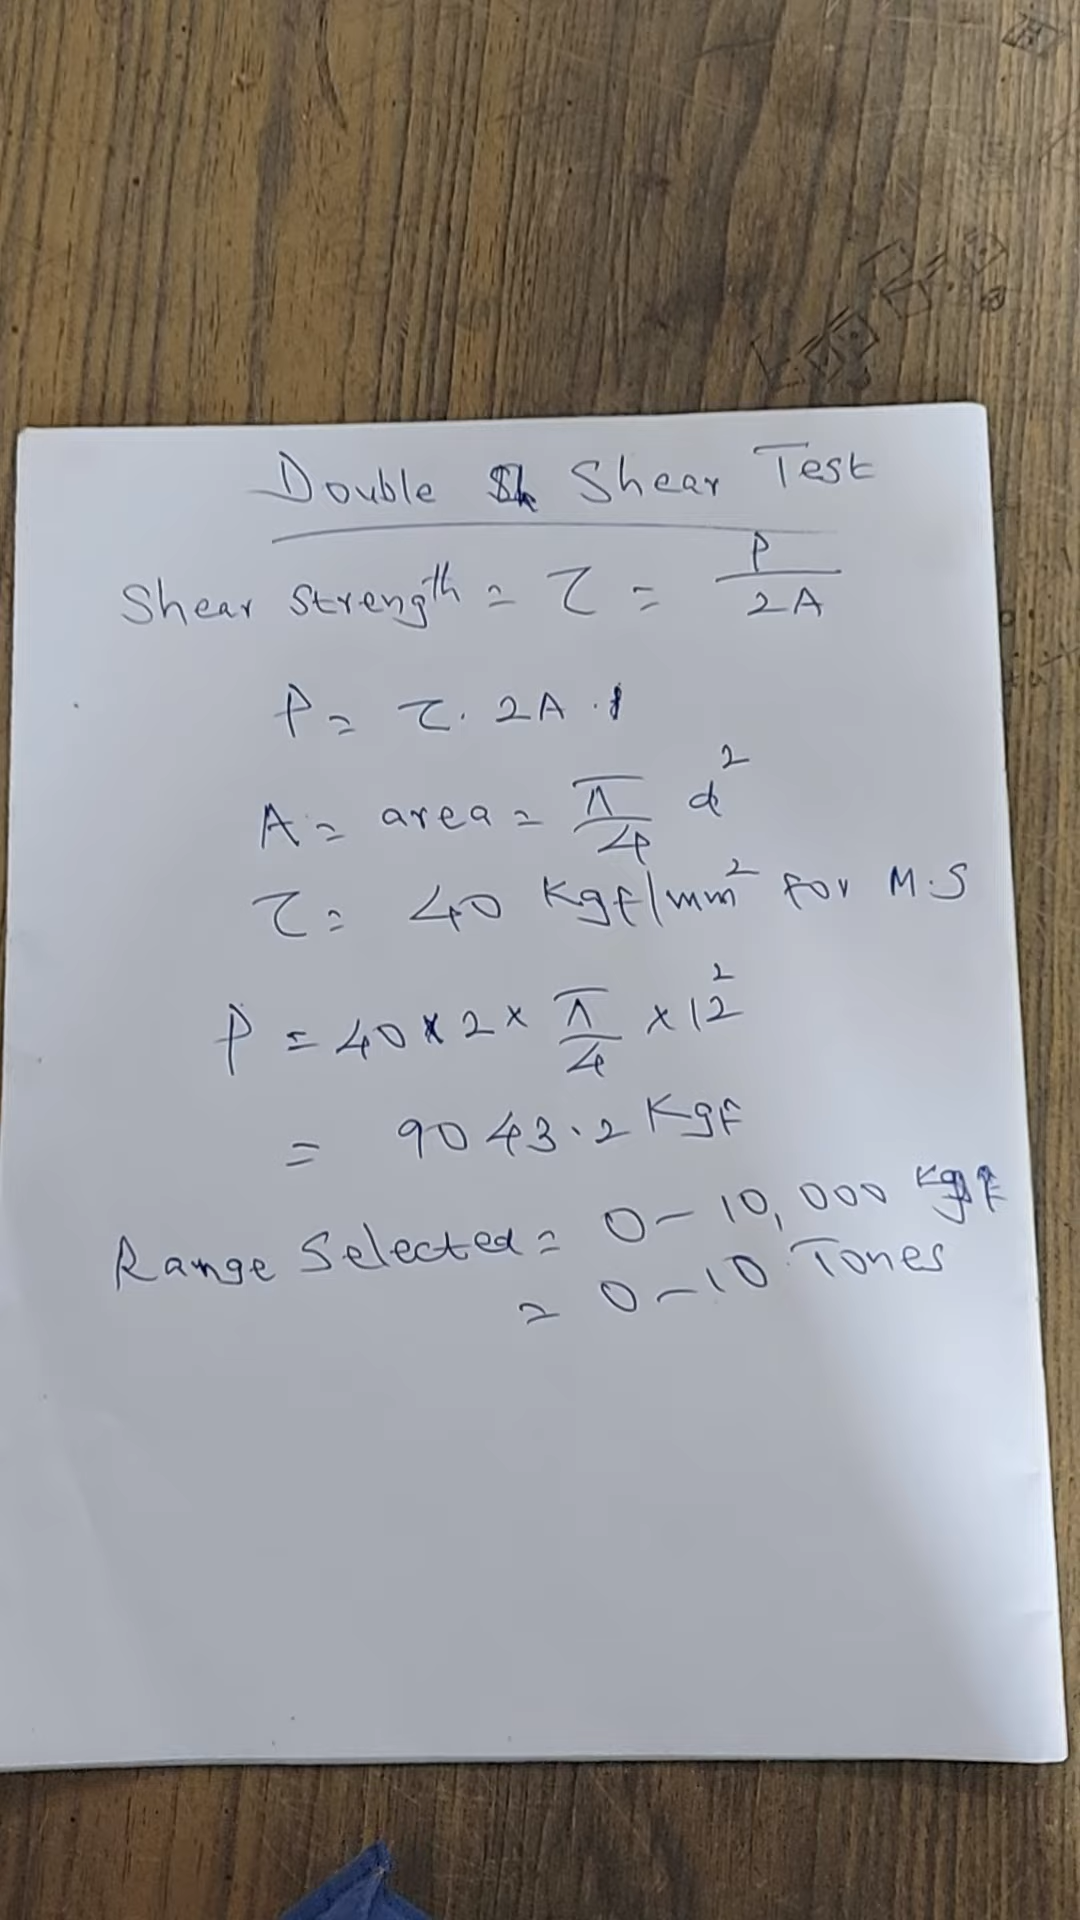 Double Shear Test
Shear Strength = τ = P / 2A
P = τ. 2A .
A = area = π/4 d²
τ = 40 Kgf/mm² for M.S
P = 40 × 2 × π/4 × 12²
= 9043.2 Kgf
Range Selected = 0 – 10,000 Kgf
= 0 – 10 Tones